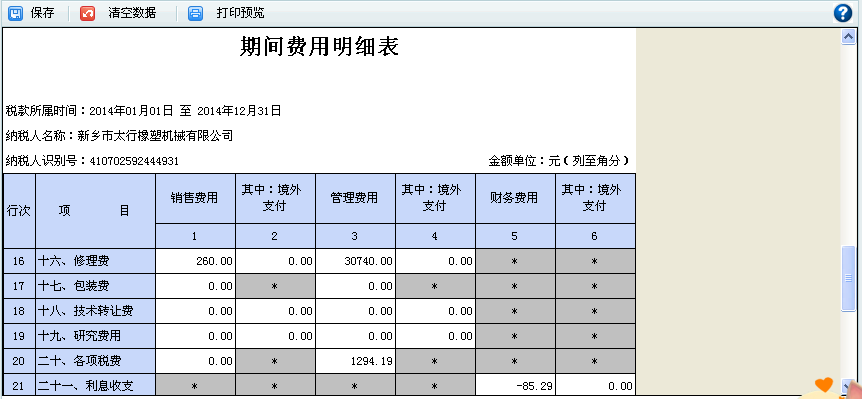 保存 清空数据 打印预览
期间费用明细表
税款所属时间：2014年01月01日 至 2014年12月31日
纳税人名称：新乡市太行橡塑机械有限公司
纳税人识别号：410702592444931 金额单位：元（列至角分）
行次 项 目 销售费用 其中：境外支付 管理费用 其中：境外支付 财务费用 其中：境外支付
1 2 3 4 5 6
16 十六、修理费 260.00 0.00 30740.00 0.00 * *
17 十七、包装费 0.00 * 0.00 * * *
18 十八、技术转让费 0.00 0.00 0.00 0.00 * *
19 十九、研究费用 0.00 0.00 0.00 0.00 * *
20 二十、各项税费 0.00 * 1294.19 * * *
21 二十一、利息收支 * * * * -85.29 0.00